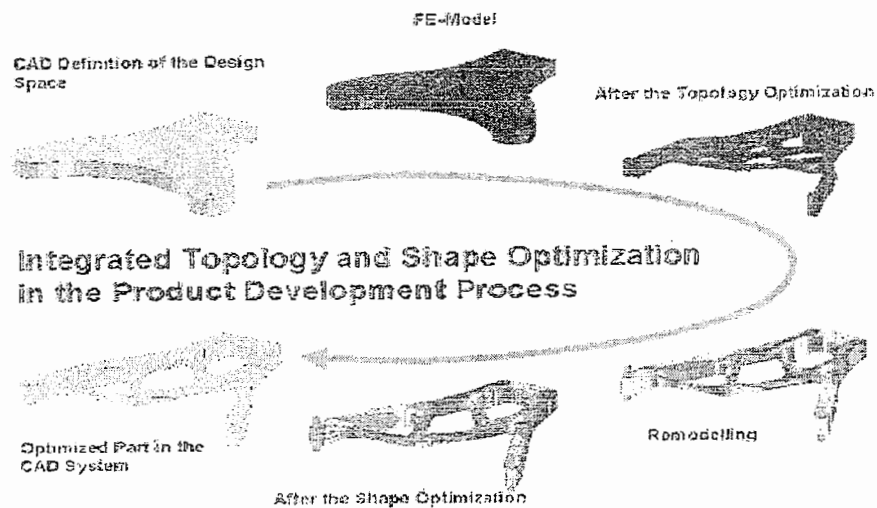 FE-Model
CAD Definition of the Design
Space
After the Topology Optimization
Integrated Topology and Shape Optimization
in the Product Development Process
Optimized Part in the
CAD System
After the Shape Optimization
Remodelling